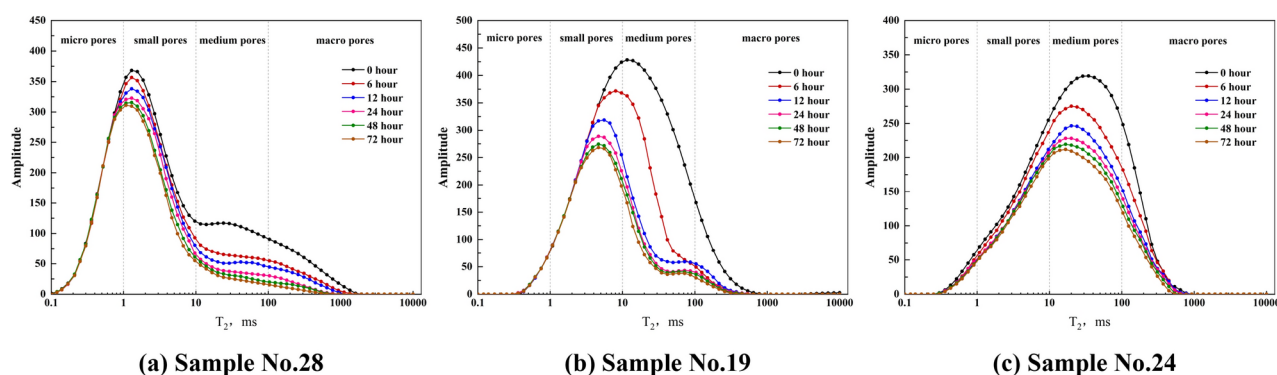 450
400
350
300
250
200
150
100
50
0
Amplitude
micro pores small pores medium pores macro pores
0 hour
6 hour
12 hour
24 hour
48 hour
72 hour
0.1 1 10 100 1000 10000
T2, ms
(a) Sample No.28
500
450
400
350
300
250
200
150
100
50
0
Amplitude
micro pores small pores medium pores macro pores
0 hour
6 hour
12 hour
24 hour
48 hour
72 hour
0.1 1 10 100 1000 10000
T2, ms
(b) Sample No.19
400
350
300
250
200
150
100
50
0
Amplitude
micro pores small pores medium pores macro pores
0 hour
6 hour
12 hour
24 hour
48 hour
72 hour
0.1 1 10 100 1000 10000
T2, ms
(c) Sample No.24